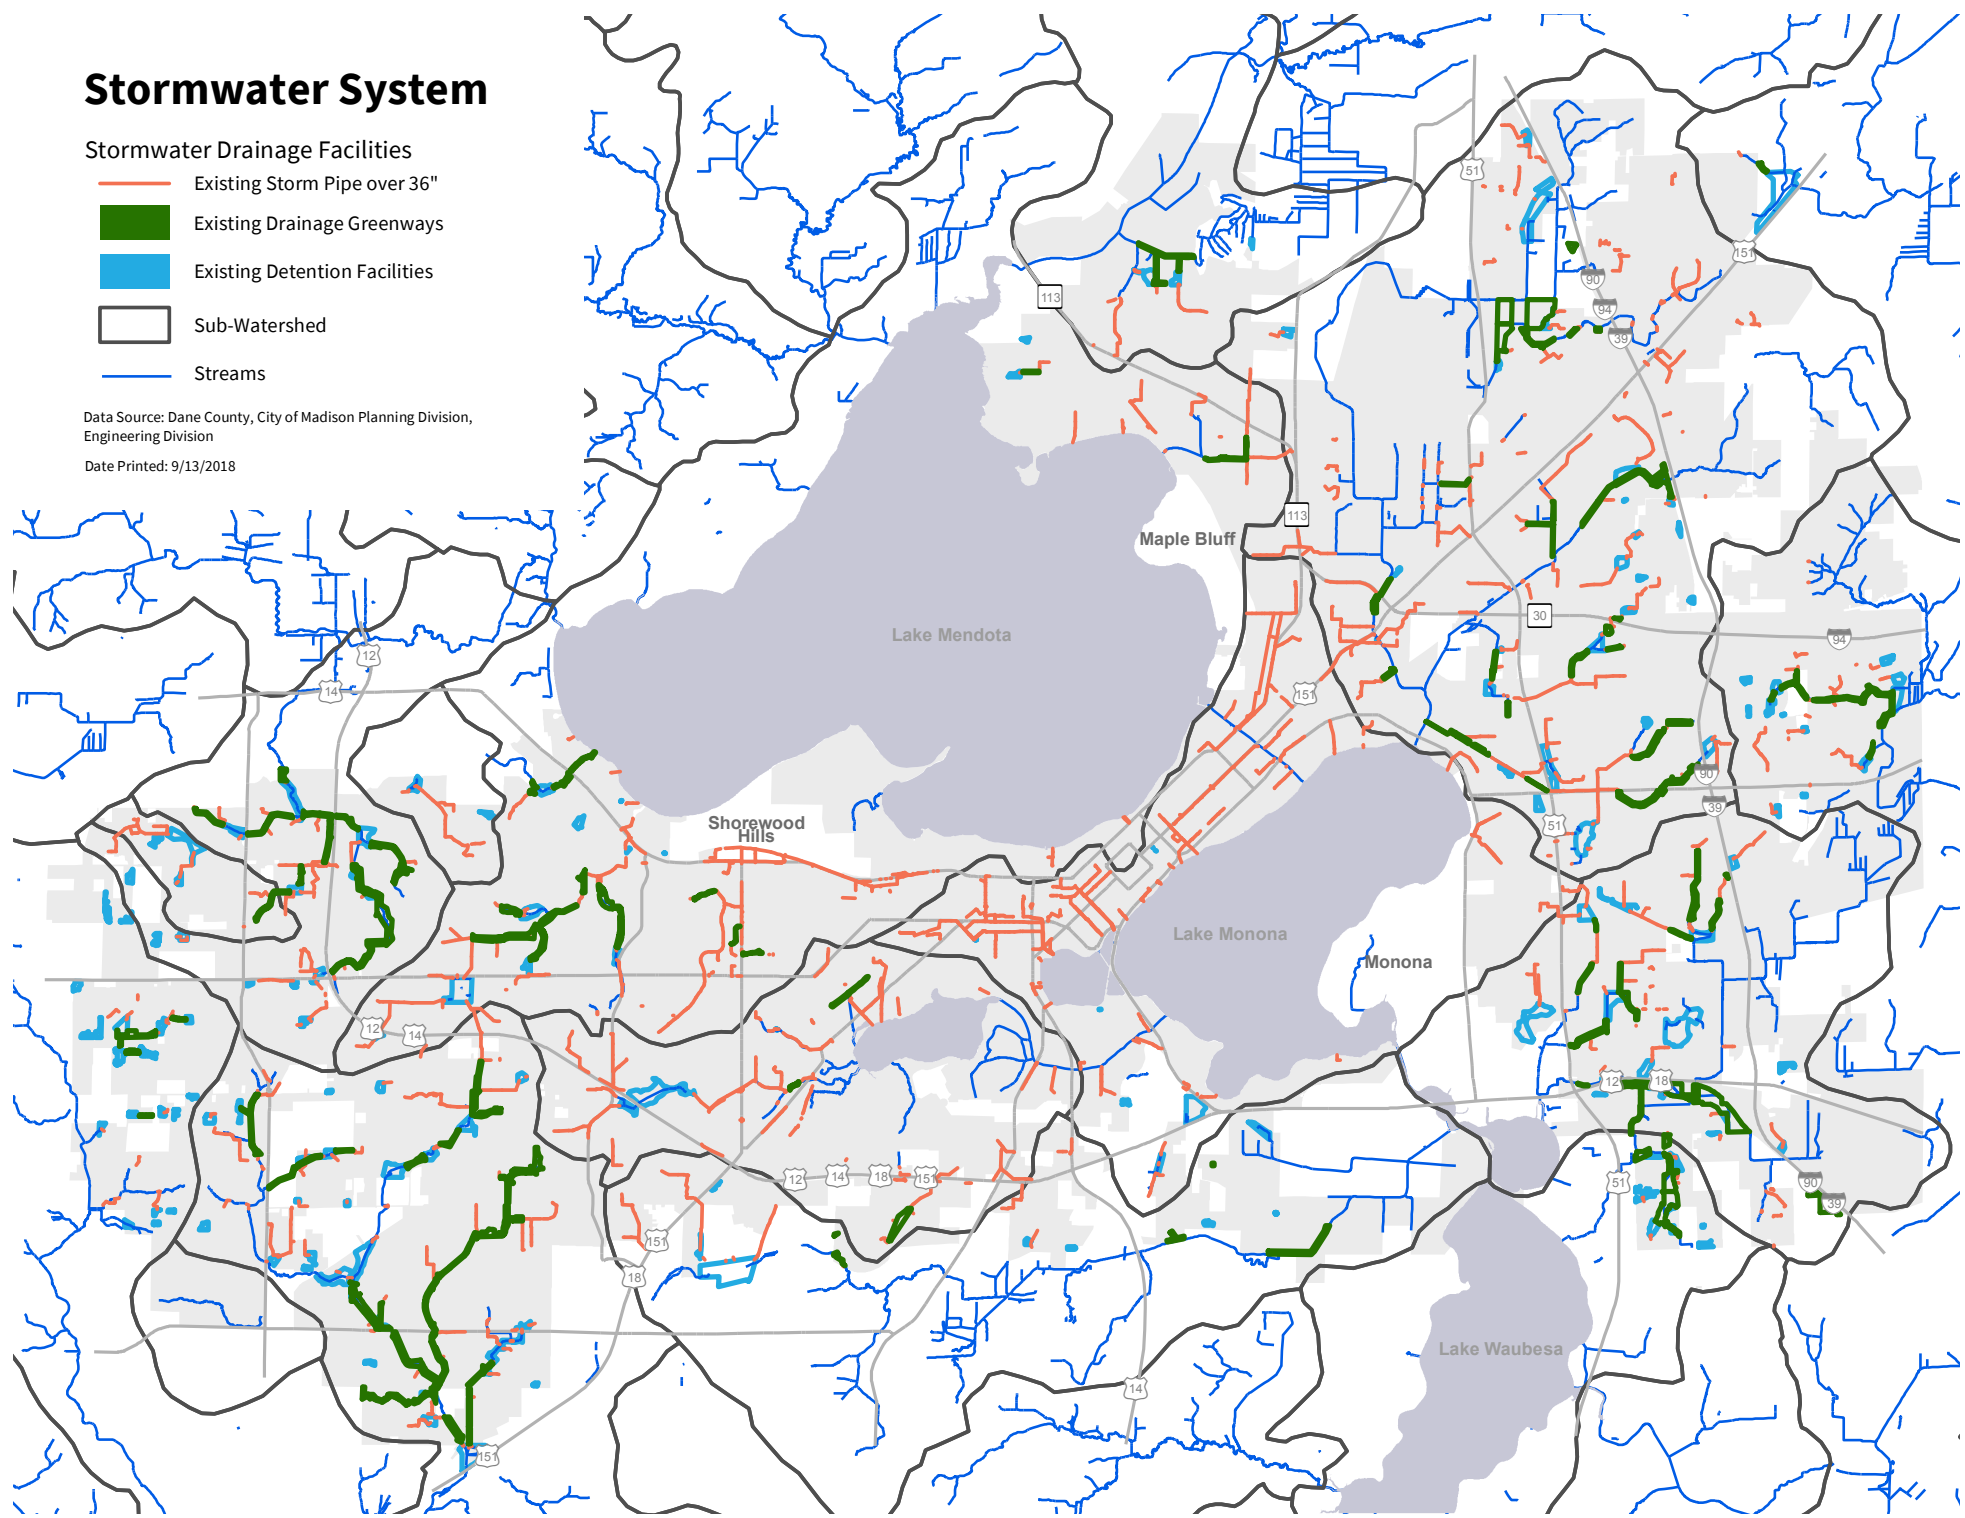 Stormwater System
Stormwater Drainage Facilities
Existing Storm Pipe over 36"
Existing Drainage Greenways
Existing Detention Facilities
Sub-Watershed
Streams
Data Source: Dane County, City of Madison Planning Division,
Engineering Division
Date Printed: 9/13/2018
51
151
90
94
39
113
113
Maple Bluff
30
94
Lake Mendota
12
14
151
90
39
51
Shorewood
Hills
Lake Monona
Monona
12
14
12
18
12
14
18
151
51
90
39
151
18
Lake Waubesa
14
151